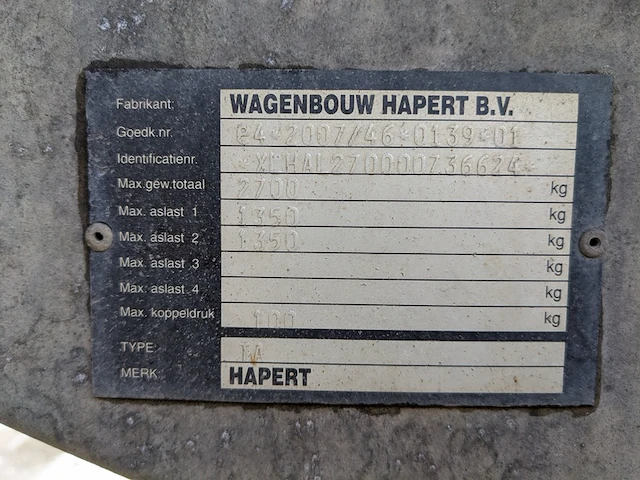 Fabrikant: WAGENBOUW HAPERT B.V.
Goedk.nr. e4*2007/46*0139*01
Identificatienr. *XLHAL270000Z36624*
Max.gew.totaal 2700 kg
Max. aslast 1 1350 kg
Max. aslast 2 1350 kg
Max. aslast 3 kg
Max. aslast 4 kg
Max. koppeldruk 100 kg
TYPE: TA
MERK: HAPERT